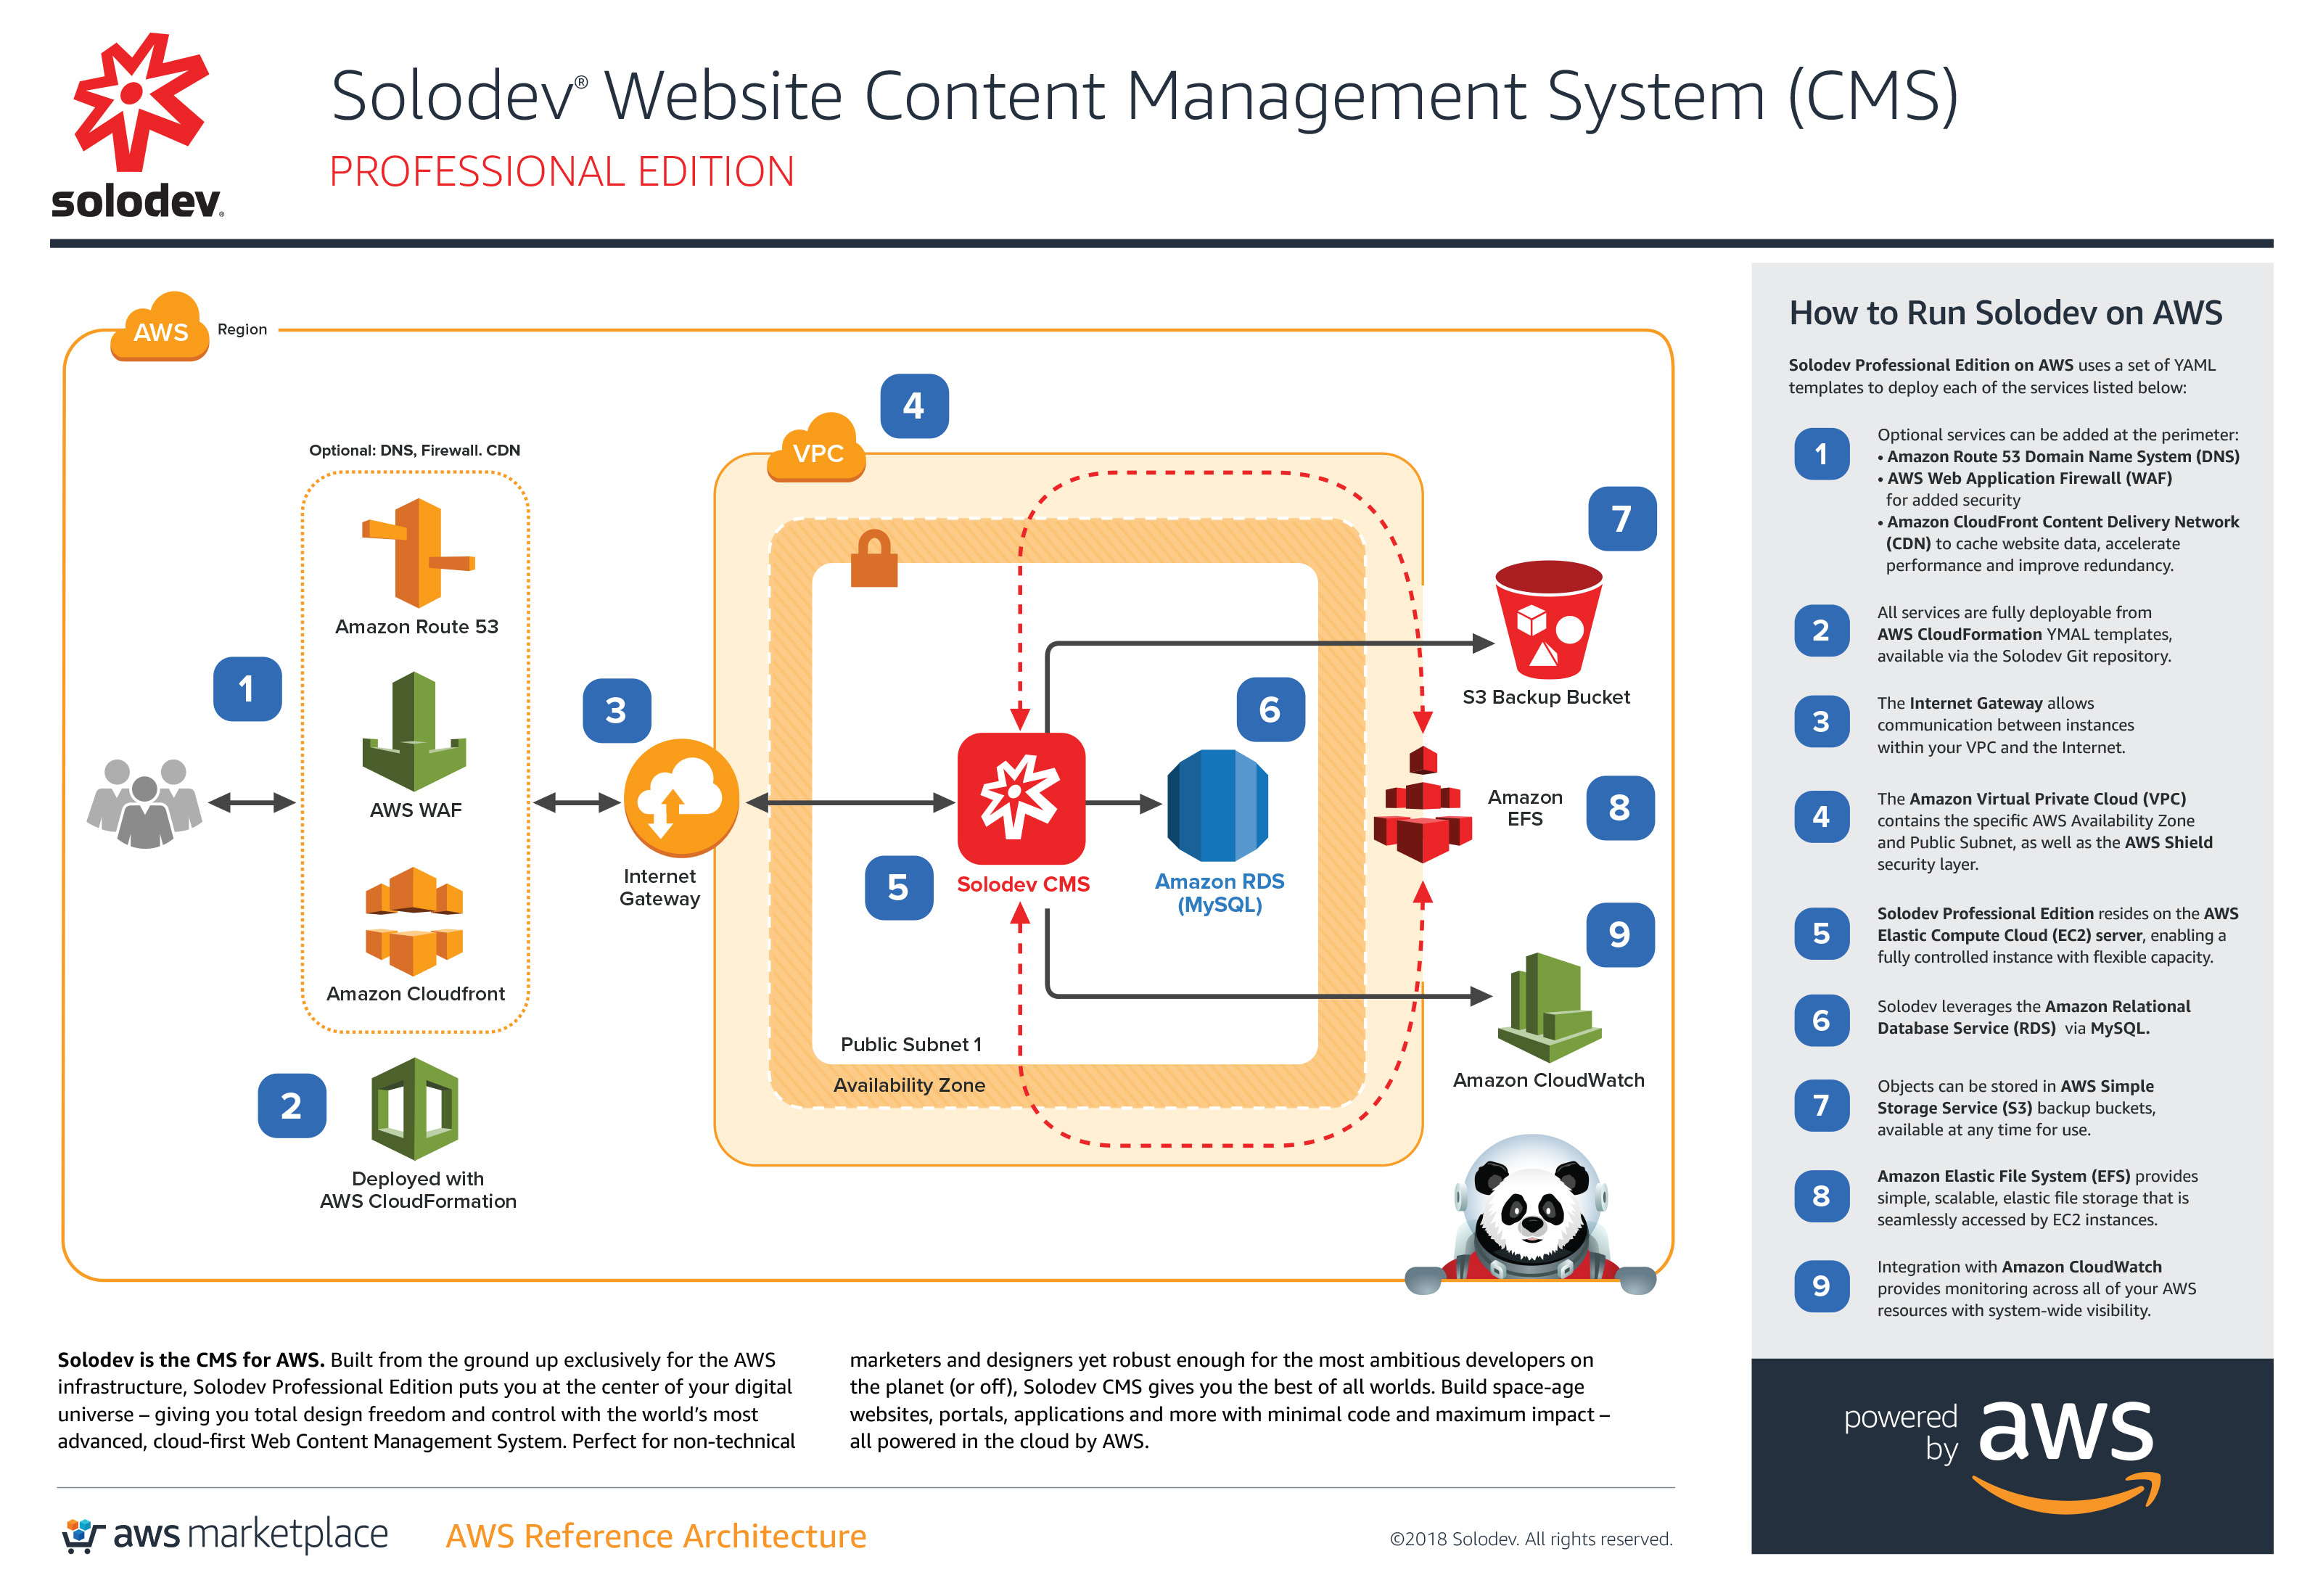 solodev®
Solodev® Website Content Management System (CMS)
PROFESSIONAL EDITION
AWS
Region
4
VPC
Optional: DNS, Firewall. CDN
Amazon Route 53
1
AWS WAF
Amazon Cloudfront
2
Deployed with
AWS CloudFormation
3
Internet
Gateway
5
Solodev CMS
6
Amazon RDS
(MySQL)
Public Subnet 1
Availability Zone
7
S3 Backup Bucket
Amazon
EFS
8
9
Amazon CloudWatch
How to Run Solodev on AWS
Solodev Professional Edition on AWS uses a set of YAML
templates to deploy each of the services listed below:
1
Optional services can be added at the perimeter:
• Amazon Route 53 Domain Name System (DNS)
• AWS Web Application Firewall (WAF)
for added security
• Amazon CloudFront Content Delivery Network
(CDN) to cache website data, accelerate
performance and improve redundancy.
2
All services are fully deployable from
AWS CloudFormation YMAL templates,
available via the Solodev Git repository.
3
The Internet Gateway allows
communication between instances
within your VPC and the Internet.
4
The Amazon Virtual Private Cloud (VPC)
contains the specific AWS Availability Zone
and Public Subnet, as well as the AWS Shield
security layer.
5
Solodev Professional Edition resides on the AWS
Elastic Compute Cloud (EC2) server, enabling a
fully controlled instance with flexible capacity.
6
Solodev leverages the Amazon Relational
Database Service (RDS) via MySQL.
7
Objects can be stored in AWS Simple
Storage Service (S3) backup buckets,
available at any time for use.
8
Amazon Elastic File System (EFS) provides
simple, scalable, elastic file storage that is
seamlessly accessed by EC2 instances.
9
Integration with Amazon CloudWatch
provides monitoring across all of your AWS
resources with system-wide visibility.
Solodev is the CMS for AWS. Built from the ground up exclusively for the AWS
infrastructure, Solodev Professional Edition puts you at the center of your digital
universe – giving you total design freedom and control with the world's most
advanced, cloud-first Web Content Management System. Perfect for non-technical
marketers and designers yet robust enough for the most ambitious developers on
the planet (or off), Solodev CMS gives you the best of all worlds. Build space-age
websites, portals, applications and more with minimal code and maximum impact –
all powered in the cloud by AWS.
powered
by
aws
aws marketplace
AWS Reference Architecture
©2018 Solodev. All rights reserved.